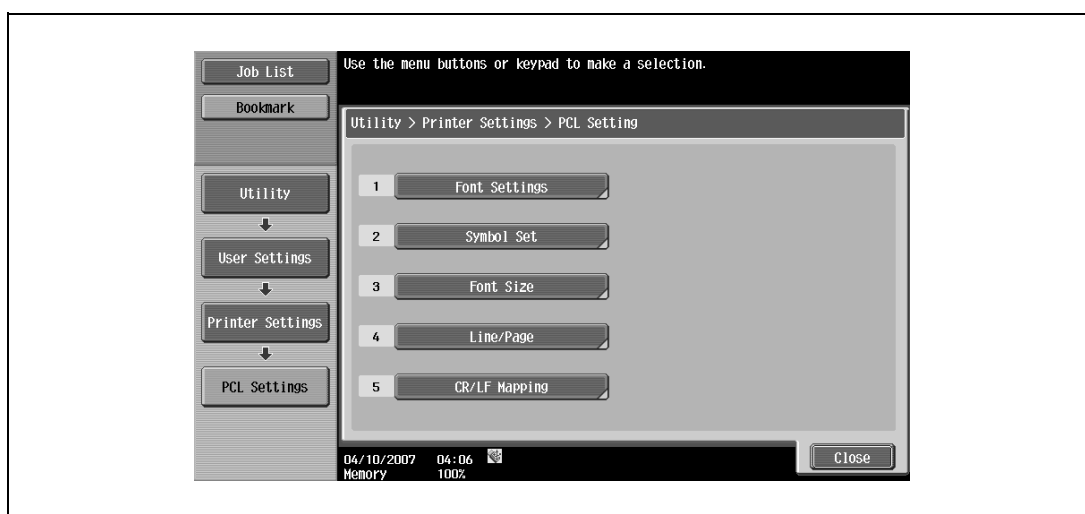 Job List
Bookmark
Use the menu buttons or keypad to make a selection.
Utility > Printer Settings > PCL Setting
Utility
User Settings
Printer Settings
PCL Settings
1 Font Settings
2 Symbol Set
3 Font Size
4 Line/Page
5 CR/LF Mapping
04/10/2007 04:06
Memory 100%
Close